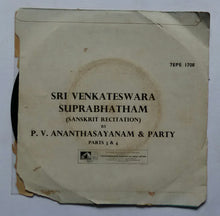 7EPE 1708
SRI VENKATESWARA
SUPRABHATHAM
(SANSKRIT RECITATION)
BY
P. V. ANANTHASAYANAM & PARTY
PARTS 3 & 4